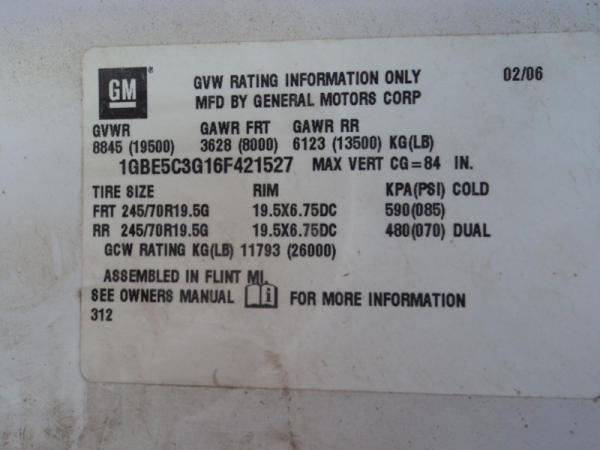 GM® GVW RATING INFORMATION ONLY 02/06
MFD BY GENERAL MOTORS CORP
GVWR GAWR FRT GAWR RR
8845 (19500) 3628 (8000) 6123 (13500) KG(LB)
1GBE5C3G16F421527 MAX VERT CG=84 IN.
TIRE SIZE RIM KPA(PSI) COLD
FRT 245/70R19.5G 19.5X6.75DC 590(085)
RR 245/70R19.5G 19.5X6.75DC 480(070) DUAL
GCW RATING KG(LB) 11793 (26000)
ASSEMBLED IN FLINT MI.
SEE OWNERS MANUAL i FOR MORE INFORMATION
312